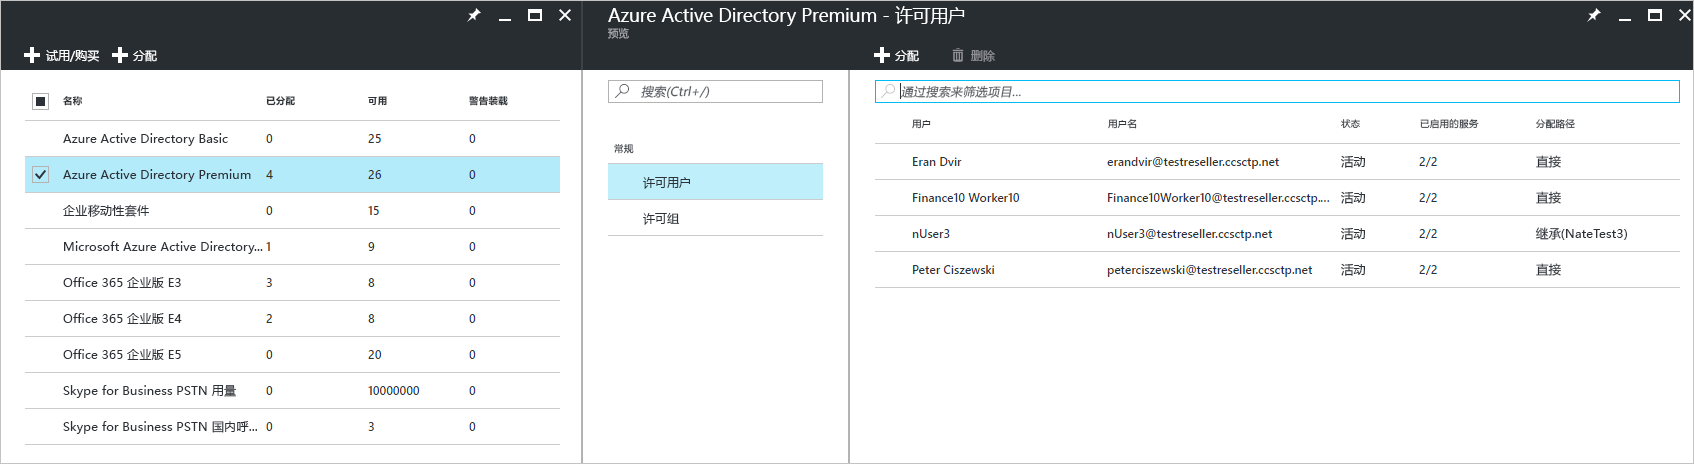 试用/购买 分配
名称 已分配 可用 警告装载
Azure Active Directory Basic 0 25 0
Azure Active Directory Premium 4 26 0
企业移动性套件 0 15 0
Microsoft Azure Active Directory... 1 9 0
Office 365 企业版 E3 3 8 0
Office 365 企业版 E4 2 8 0
Office 365 企业版 E5 0 20 0
Skype for Business PSTN 用量 0 10000000 0
Skype for Business PSTN 国内呼... 0 3 0
Azure Active Directory Premium - 许可用户
预览
搜索(Ctrl+/)
常规
许可用户
许可组
分配 删除
通过搜索来筛选项目...
用户 用户名 状态 已启用的服务 分配路径
Eran Dvir erandvir@testreseller.ccsctp.net 活动 2/2 直接
Finance10 Worker10 Finance10Worker10@testreseller.ccsctp.... 活动 2/2 直接
nUser3 nUser3@testreseller.ccsctp.net 活动 2/2 继承(NateTest3)
Peter Ciszewski peterciszewski@testreseller.ccsctp.net 活动 2/2 直接